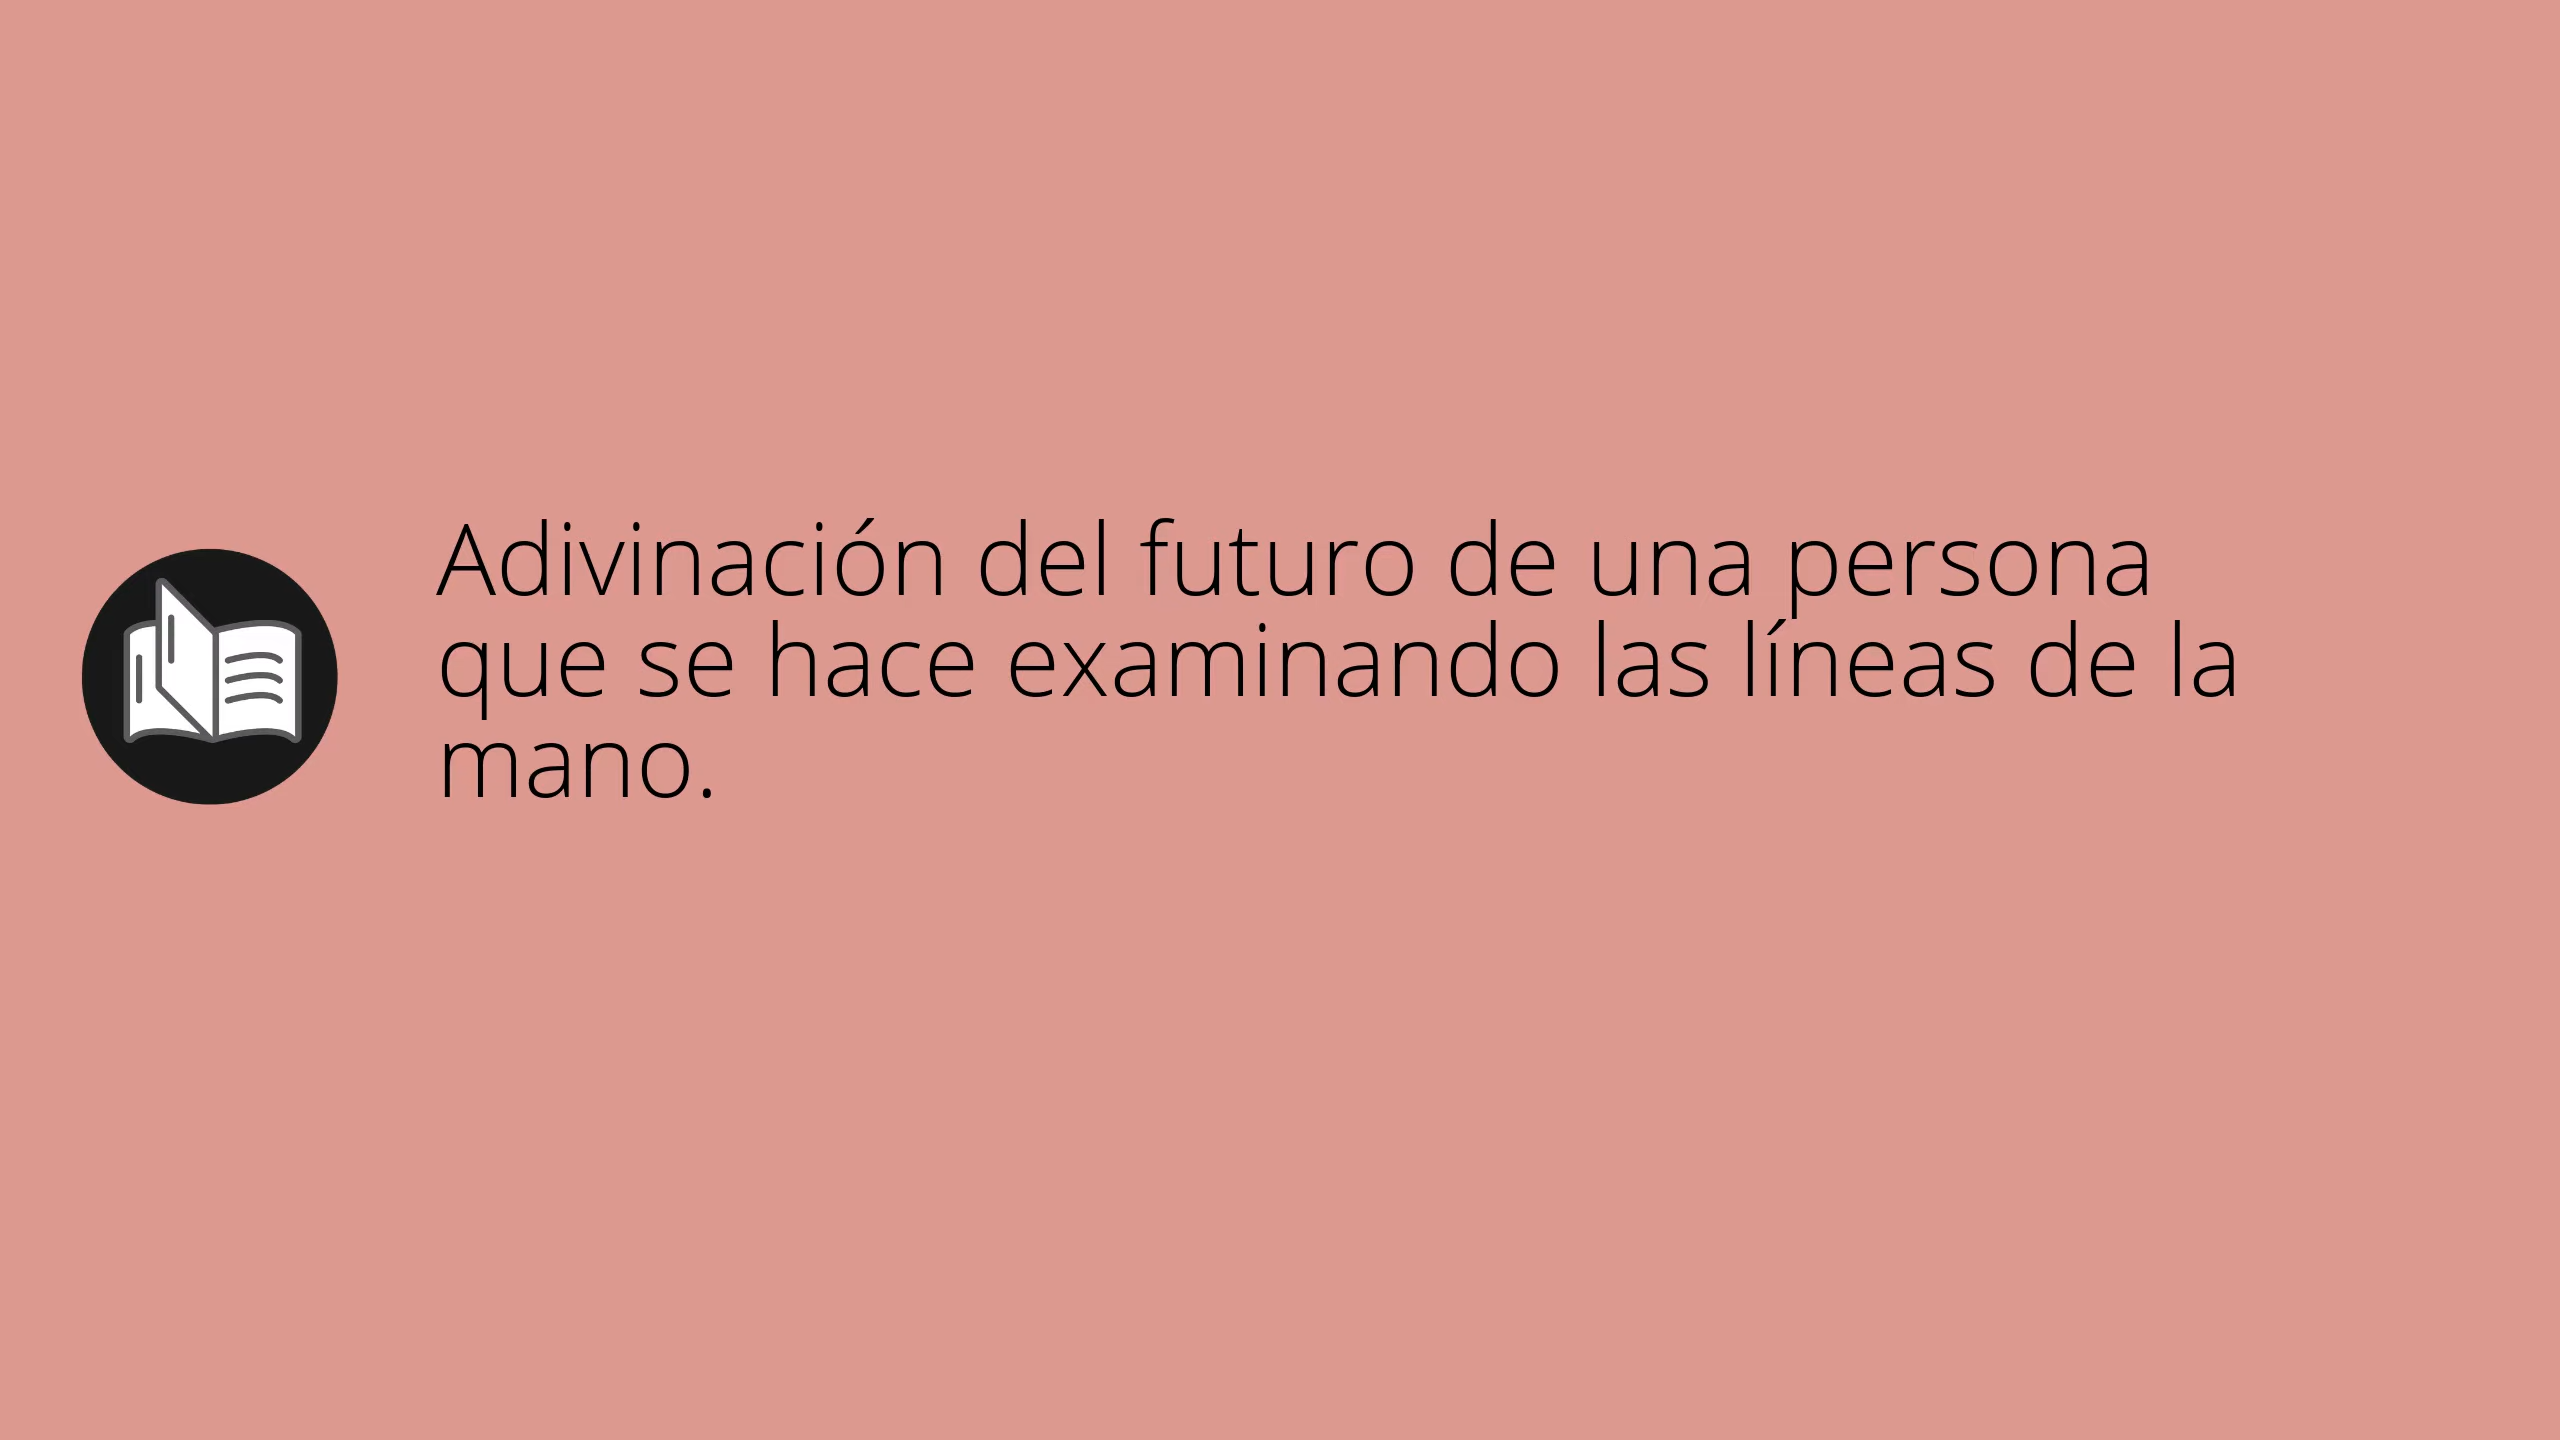 Adivinación del futuro de una persona
que se hace examinando las líneas de la
mano.